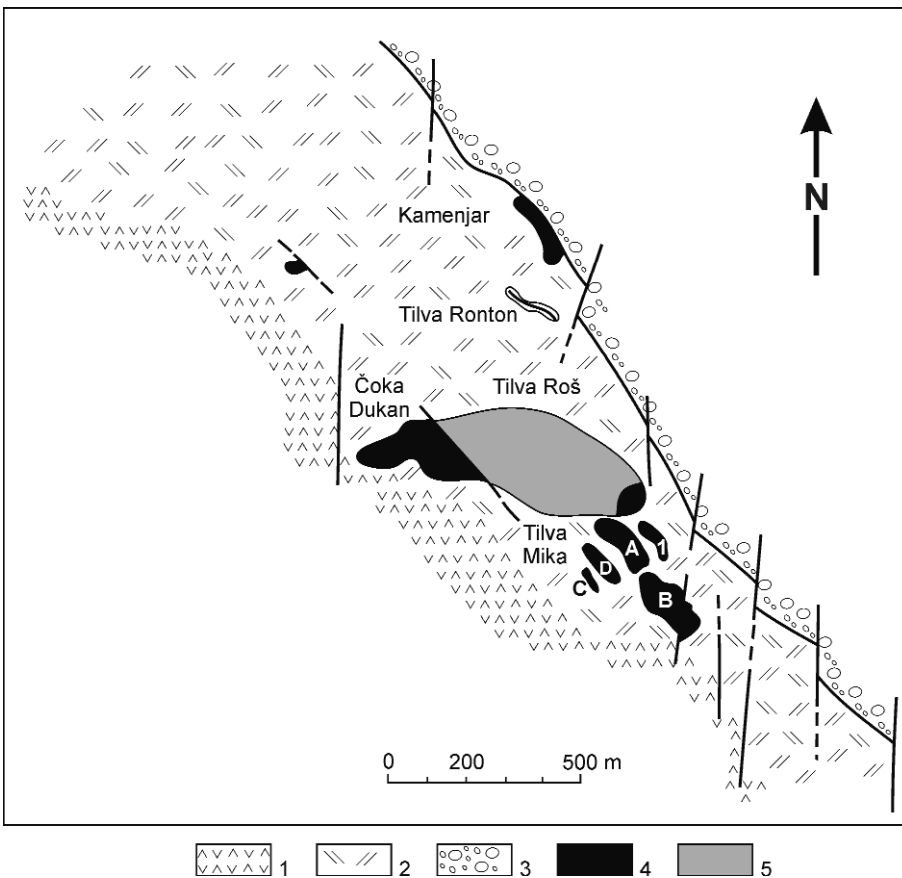 Kamenjar
N
Tilva Ronton
Čoka
Dukan
Tilva Roš
Tilva
Mika
A
1
D
C
B
0 200 500 m
1 2 3 4 5